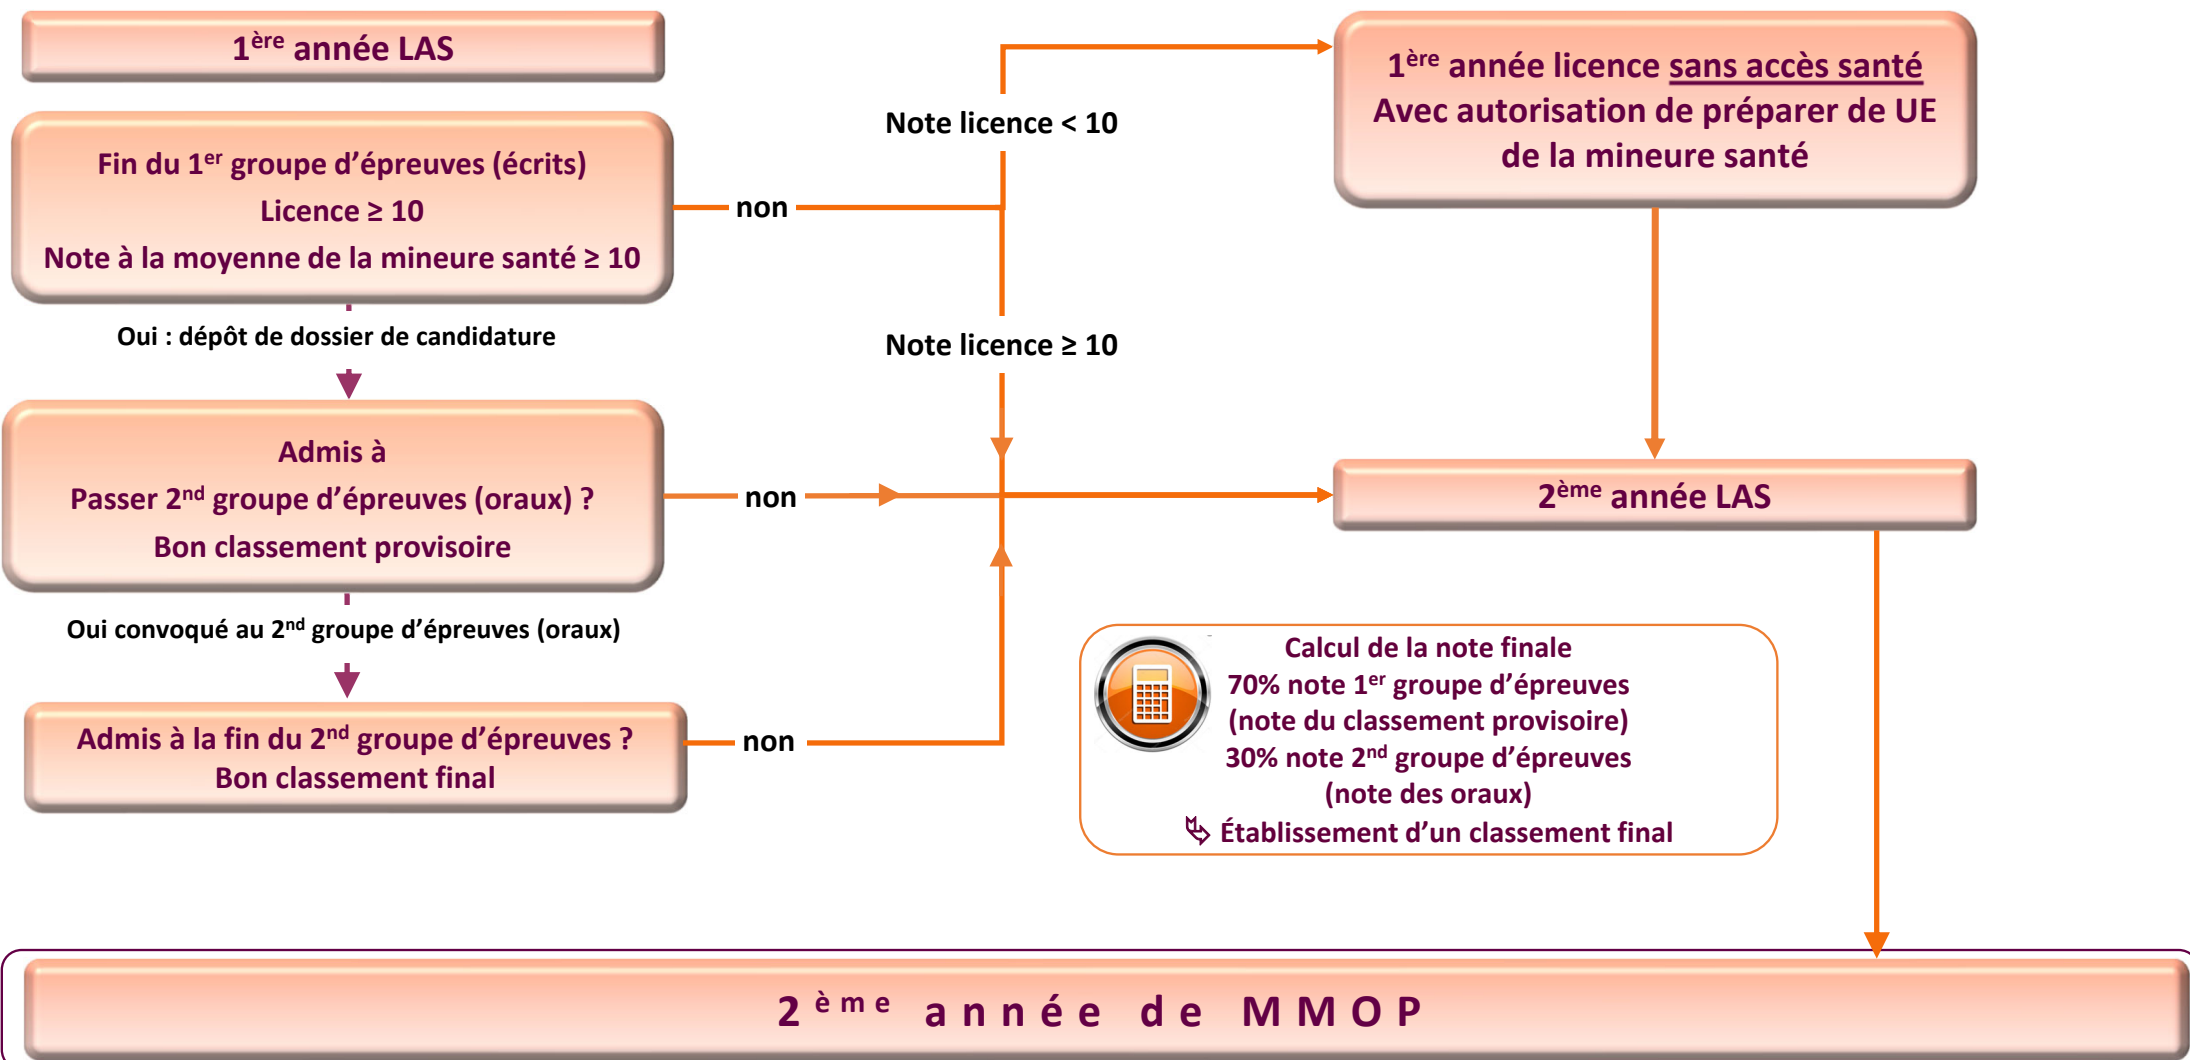 1ère année LAS
Fin du 1er groupe d’épreuves (écrits)
Licence ≥ 10
Note à la moyenne de la mineure santé ≥ 10
non
Oui : dépôt de dossier de candidature
Admis à
Passer 2nd groupe d’épreuves (oraux) ?
Bon classement provisoire
non
Oui convoqué au 2nd groupe d’épreuves (oraux)
Admis à la fin du 2nd groupe d’épreuves ?
Bon classement final
non
Note licence < 10
Note licence ≥ 10
1ère année licence sans accès santé
Avec autorisation de préparer de UE
de la mineure santé
2ème année LAS
Calcul de la note finale
70% note 1er groupe d’épreuves
(note du classement provisoire)
30% note 2nd groupe d’épreuves
(note des oraux)
Établissement d’un classement final
2ème année de MMOP